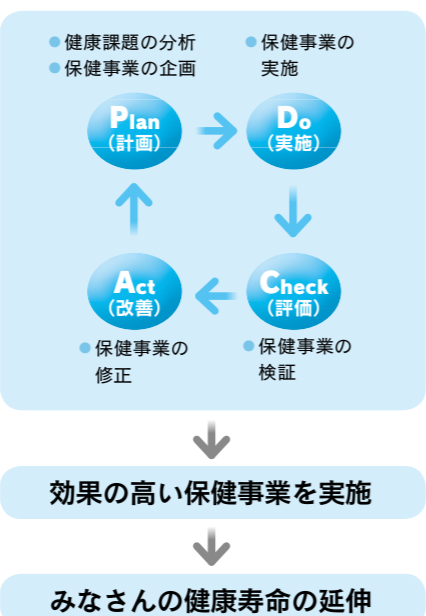 ●健康課題の分析
●保健事業の企画
●保健事業の
実施
Plan
(計画)
Do
(実施)
Act
(改善)
Check
(評価)
●保健事業の
修正
●保健事業の
検証
効果の高い保健事業を実施
みなさんの健康寿命の延伸